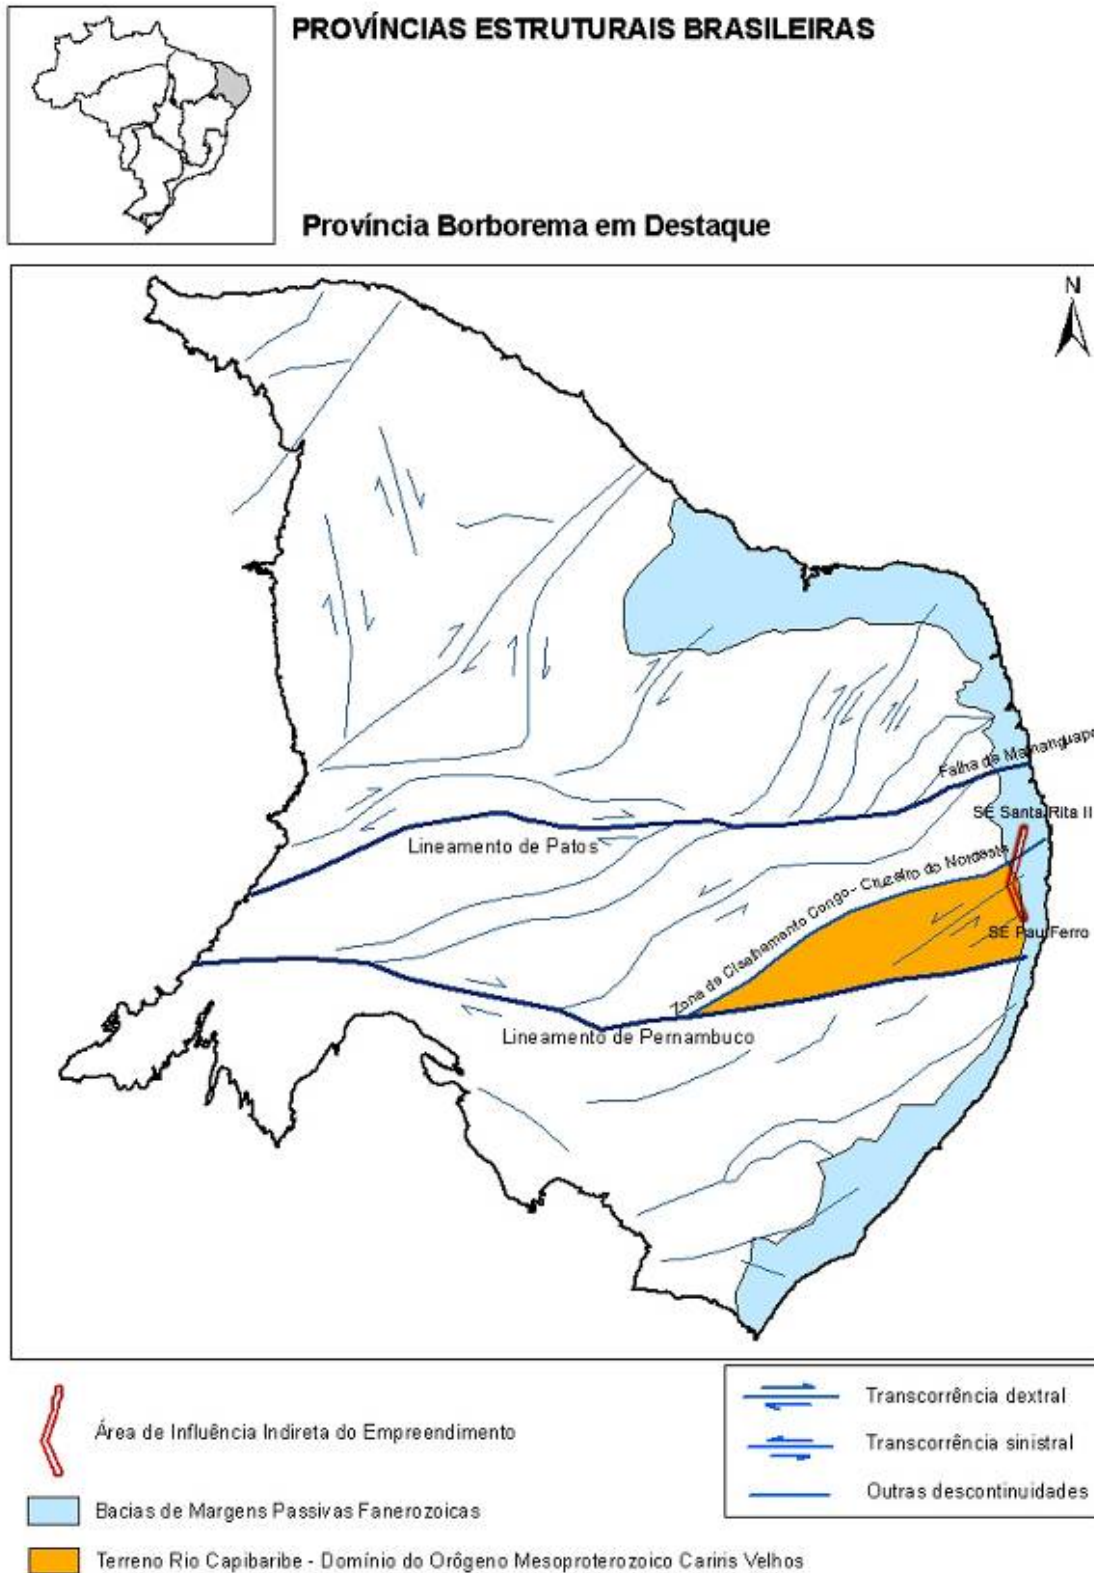 PROVÍNCIAS ESTRUTURAIS BRASILEIRAS
Província Borborema em Destaque
N
Falha de Mamanguape
SE Santa Rita II
Lineamento de Patos
Zona de Cisalhamento Congo - Cruzeiro do Nordeste
SE Pau Ferro
Lineamento de Pernambuco
Área de Influência Indireta do Empreendimento
Bacias de Margens Passivas Fanerozoicas
Terreno Rio Capibaribe - Domínio do Orôgeno Mesoproterozoico Cariris Velhos
Transcorrência dextral
Transcorrência sinistral
Outras descontinuidades